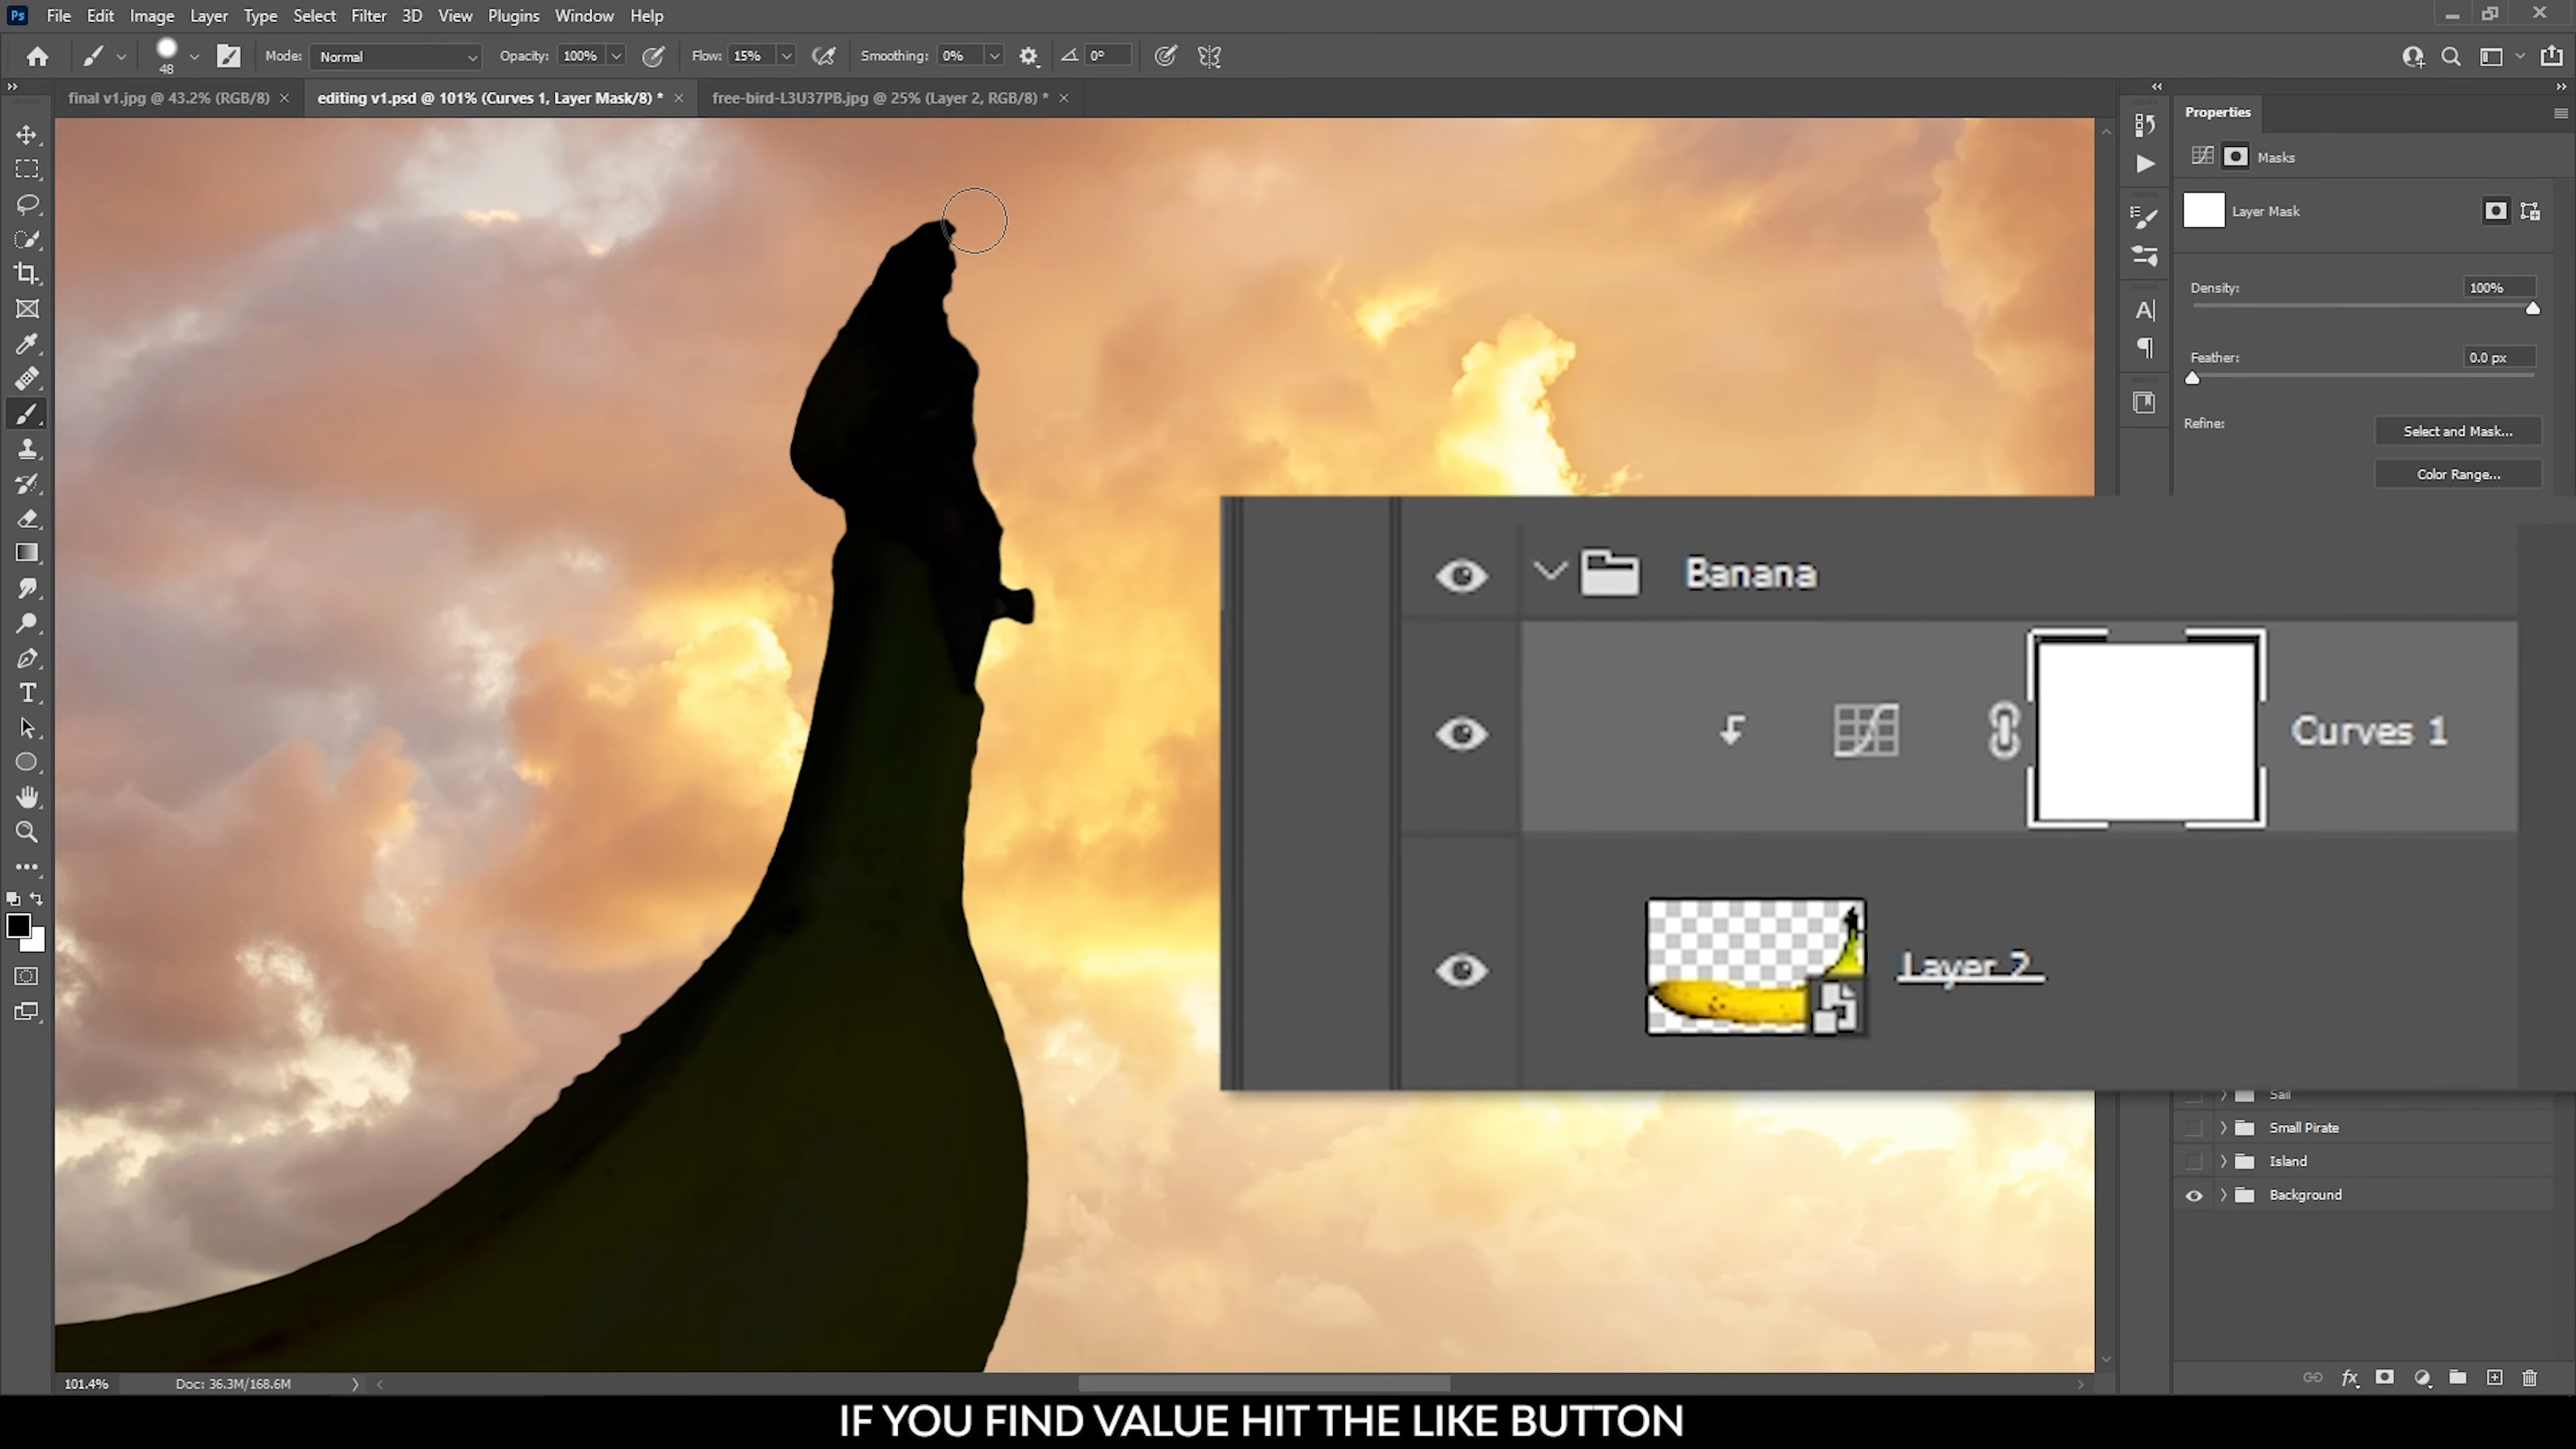 Ps File Edit Image Layer Type Select Filter 3D View Plugins Window Help
48 Mode: Normal Opacity: 100% Flow: 15% Smoothing: 0% 0°
final v1.jpg @ 43.2% (RGB/8) × editing v1.psd @ 101% (Curves 1, Layer Mask/8) * × free-bird-L3U37PB.jpg @ 25% (Layer 2, RGB/8) * ×
Properties
Masks
Layer Mask
Density: 100%
Feather: 0.0 px
Refine: Select and Mask...
Color Range...
Banana
Curves 1
Layer 2
Sail
Small Pirate
Island
Background
101.4% Doc: 36.3M/168.6M
IF YOU FIND VALUE HIT THE LIKE BUTTON